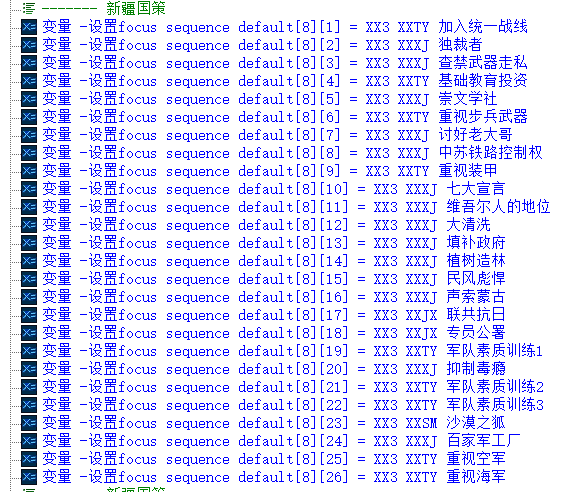 ------- 新疆国策
变量 -设置focus sequence default[8][1] = XX3 XXTY 加入统一战线
变量 -设置focus sequence default[8][2] = XX3 XXXJ 独裁者
变量 -设置focus sequence default[8][3] = XX3 XXXJ 查禁武器走私
变量 -设置focus sequence default[8][4] = XX3 XXTY 基础教育投资
变量 -设置focus sequence default[8][5] = XX3 XXXJ 崇文学社
变量 -设置focus sequence default[8][6] = XX3 XXTY 重视步兵武器
变量 -设置focus sequence default[8][7] = XX3 XXXJ 讨好老大哥
变量 -设置focus sequence default[8][8] = XX3 XXXJ 中苏铁路控制权
变量 -设置focus sequence default[8][9] = XX3 XXTY 重视装甲
变量 -设置focus sequence default[8][10] = XX3 XXXJ 七大宣言
变量 -设置focus sequence default[8][11] = XX3 XXXJ 维吾尔人的地位
变量 -设置focus sequence default[8][12] = XX3 XXXJ 大清洗
变量 -设置focus sequence default[8][13] = XX3 XXXJ 填补政府
变量 -设置focus sequence default[8][14] = XX3 XXXJ 植树造林
变量 -设置focus sequence default[8][15] = XX3 XXXJ 民风彪悍
变量 -设置focus sequence default[8][16] = XX3 XXXJ 声索蒙古
变量 -设置focus sequence default[8][17] = XX3 XXJX 联共抗日
变量 -设置focus sequence default[8][18] = XX3 XXJX 专员公署
变量 -设置focus sequence default[8][19] = XX3 XXTY 军队素质训练1
变量 -设置focus sequence default[8][20] = XX3 XXXJ 抑制毒瘾
变量 -设置focus sequence default[8][21] = XX3 XXTY 军队素质训练2
变量 -设置focus sequence default[8][22] = XX3 XXTY 军队素质训练3
变量 -设置focus sequence default[8][23] = XX3 XXSM 沙漠之狐
变量 -设置focus sequence default[8][24] = XX3 XXXJ 百家军工厂
变量 -设置focus sequence default[8][25] = XX3 XXTY 重视空军
变量 -设置focus sequence default[8][26] = XX3 XXTY 重视海军